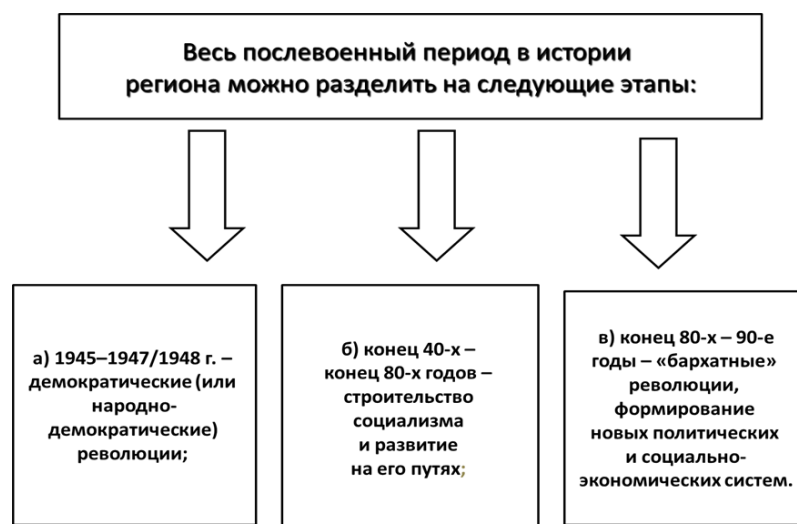 Весь послевоенный период в истории
региона можно разделить на следующие этапы:
а) 1945–1947/1948 г. –
демократические (или
народно-
демократические)
революции;
б) конец 40-х –
конец 80-х годов –
строительство
социализма
и развитие
на его путях;
в) конец 80-х – 90-е
годы – «бархатные»
революции,
формирование
новых политических
и социально-
экономических систем.